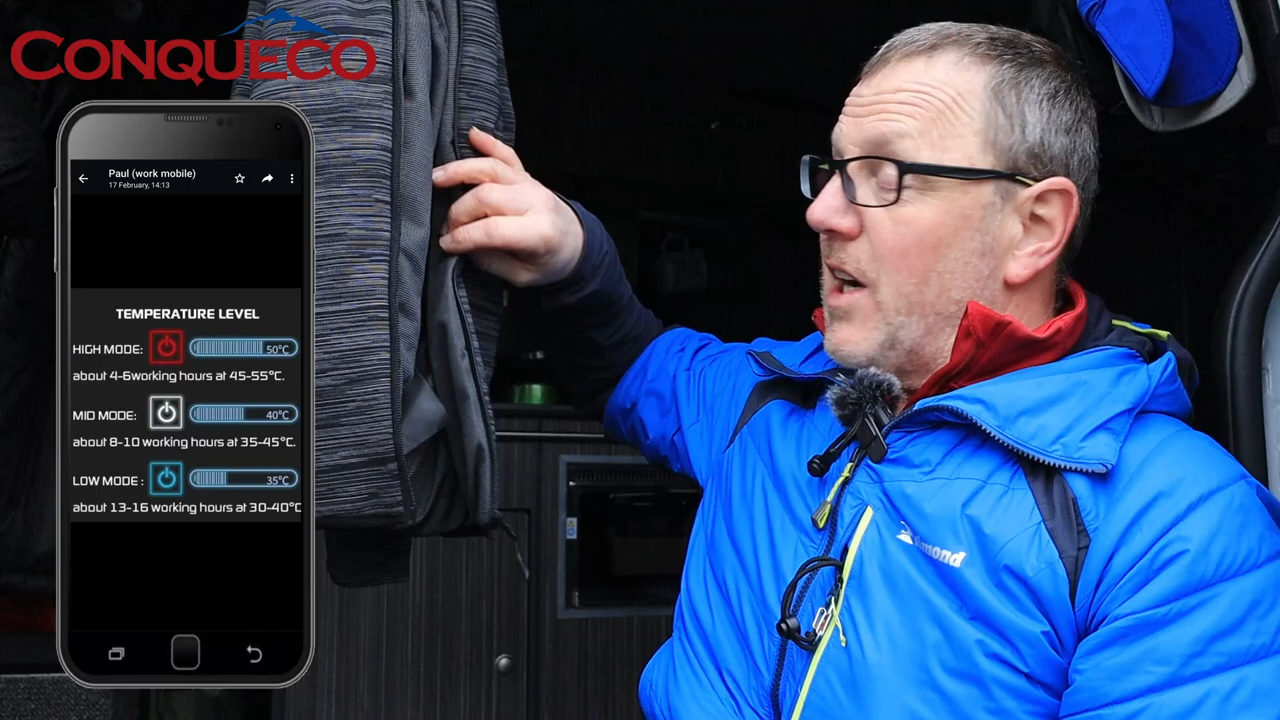 CONQUECO
Paul (work mobile)
17 February, 14:13
TEMPERATURE LEVEL
HIGH MODE: 50°C
about 4-6working hours at 45-55°C.
MID MODE: 40°C
about 8-10 working hours at 35-45°C.
LOW MODE : 35°C
about 13-16 working hours at 30-40°C
Simond